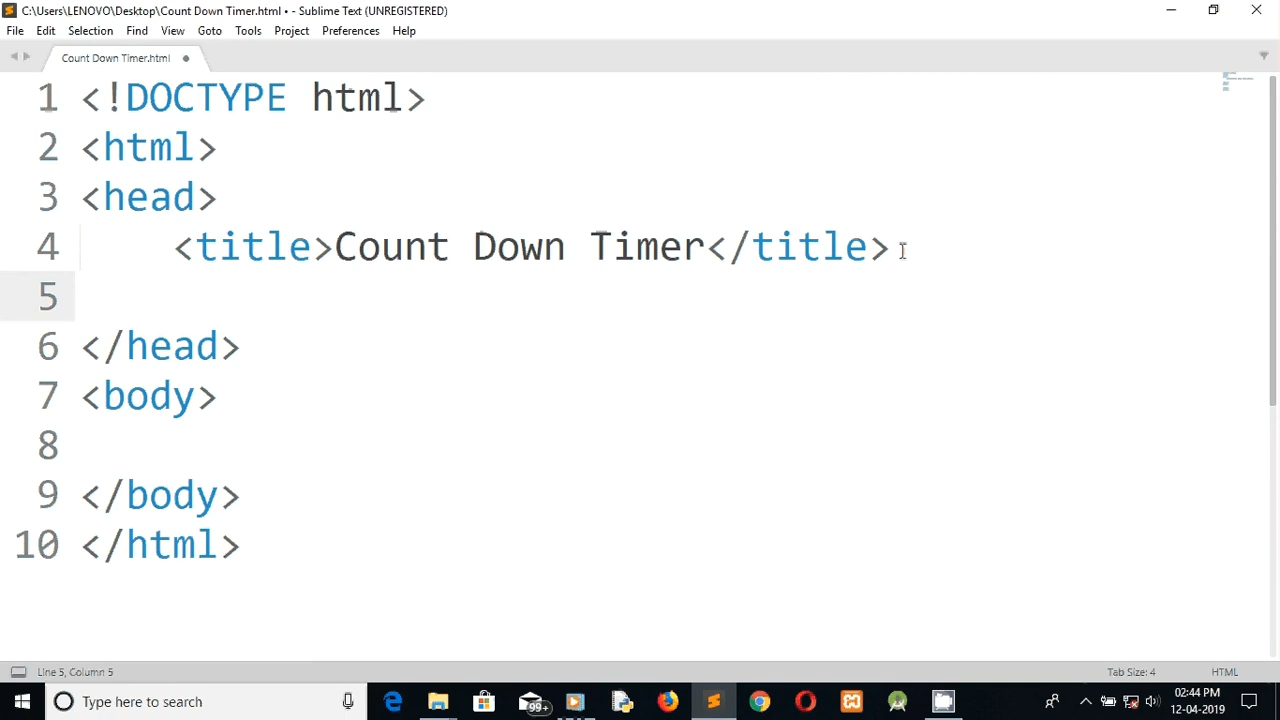 C:\Users\LENOVO\Desktop\Count Down Timer.html • - Sublime Text (UNREGISTERED)
File Edit Selection Find View Goto Tools Project Preferences Help
Count Down Timer.html
1 <!DOCTYPE html>
2 <html>
3 <head>
4 <title>Count Down Timer</title>
5
6 </head>
7 <body>
8
9 </body>
10 </html>
Line 5, Column 5 Tab Size: 4 HTML
Type here to search 99+ 02:44 PM
12-04-2019